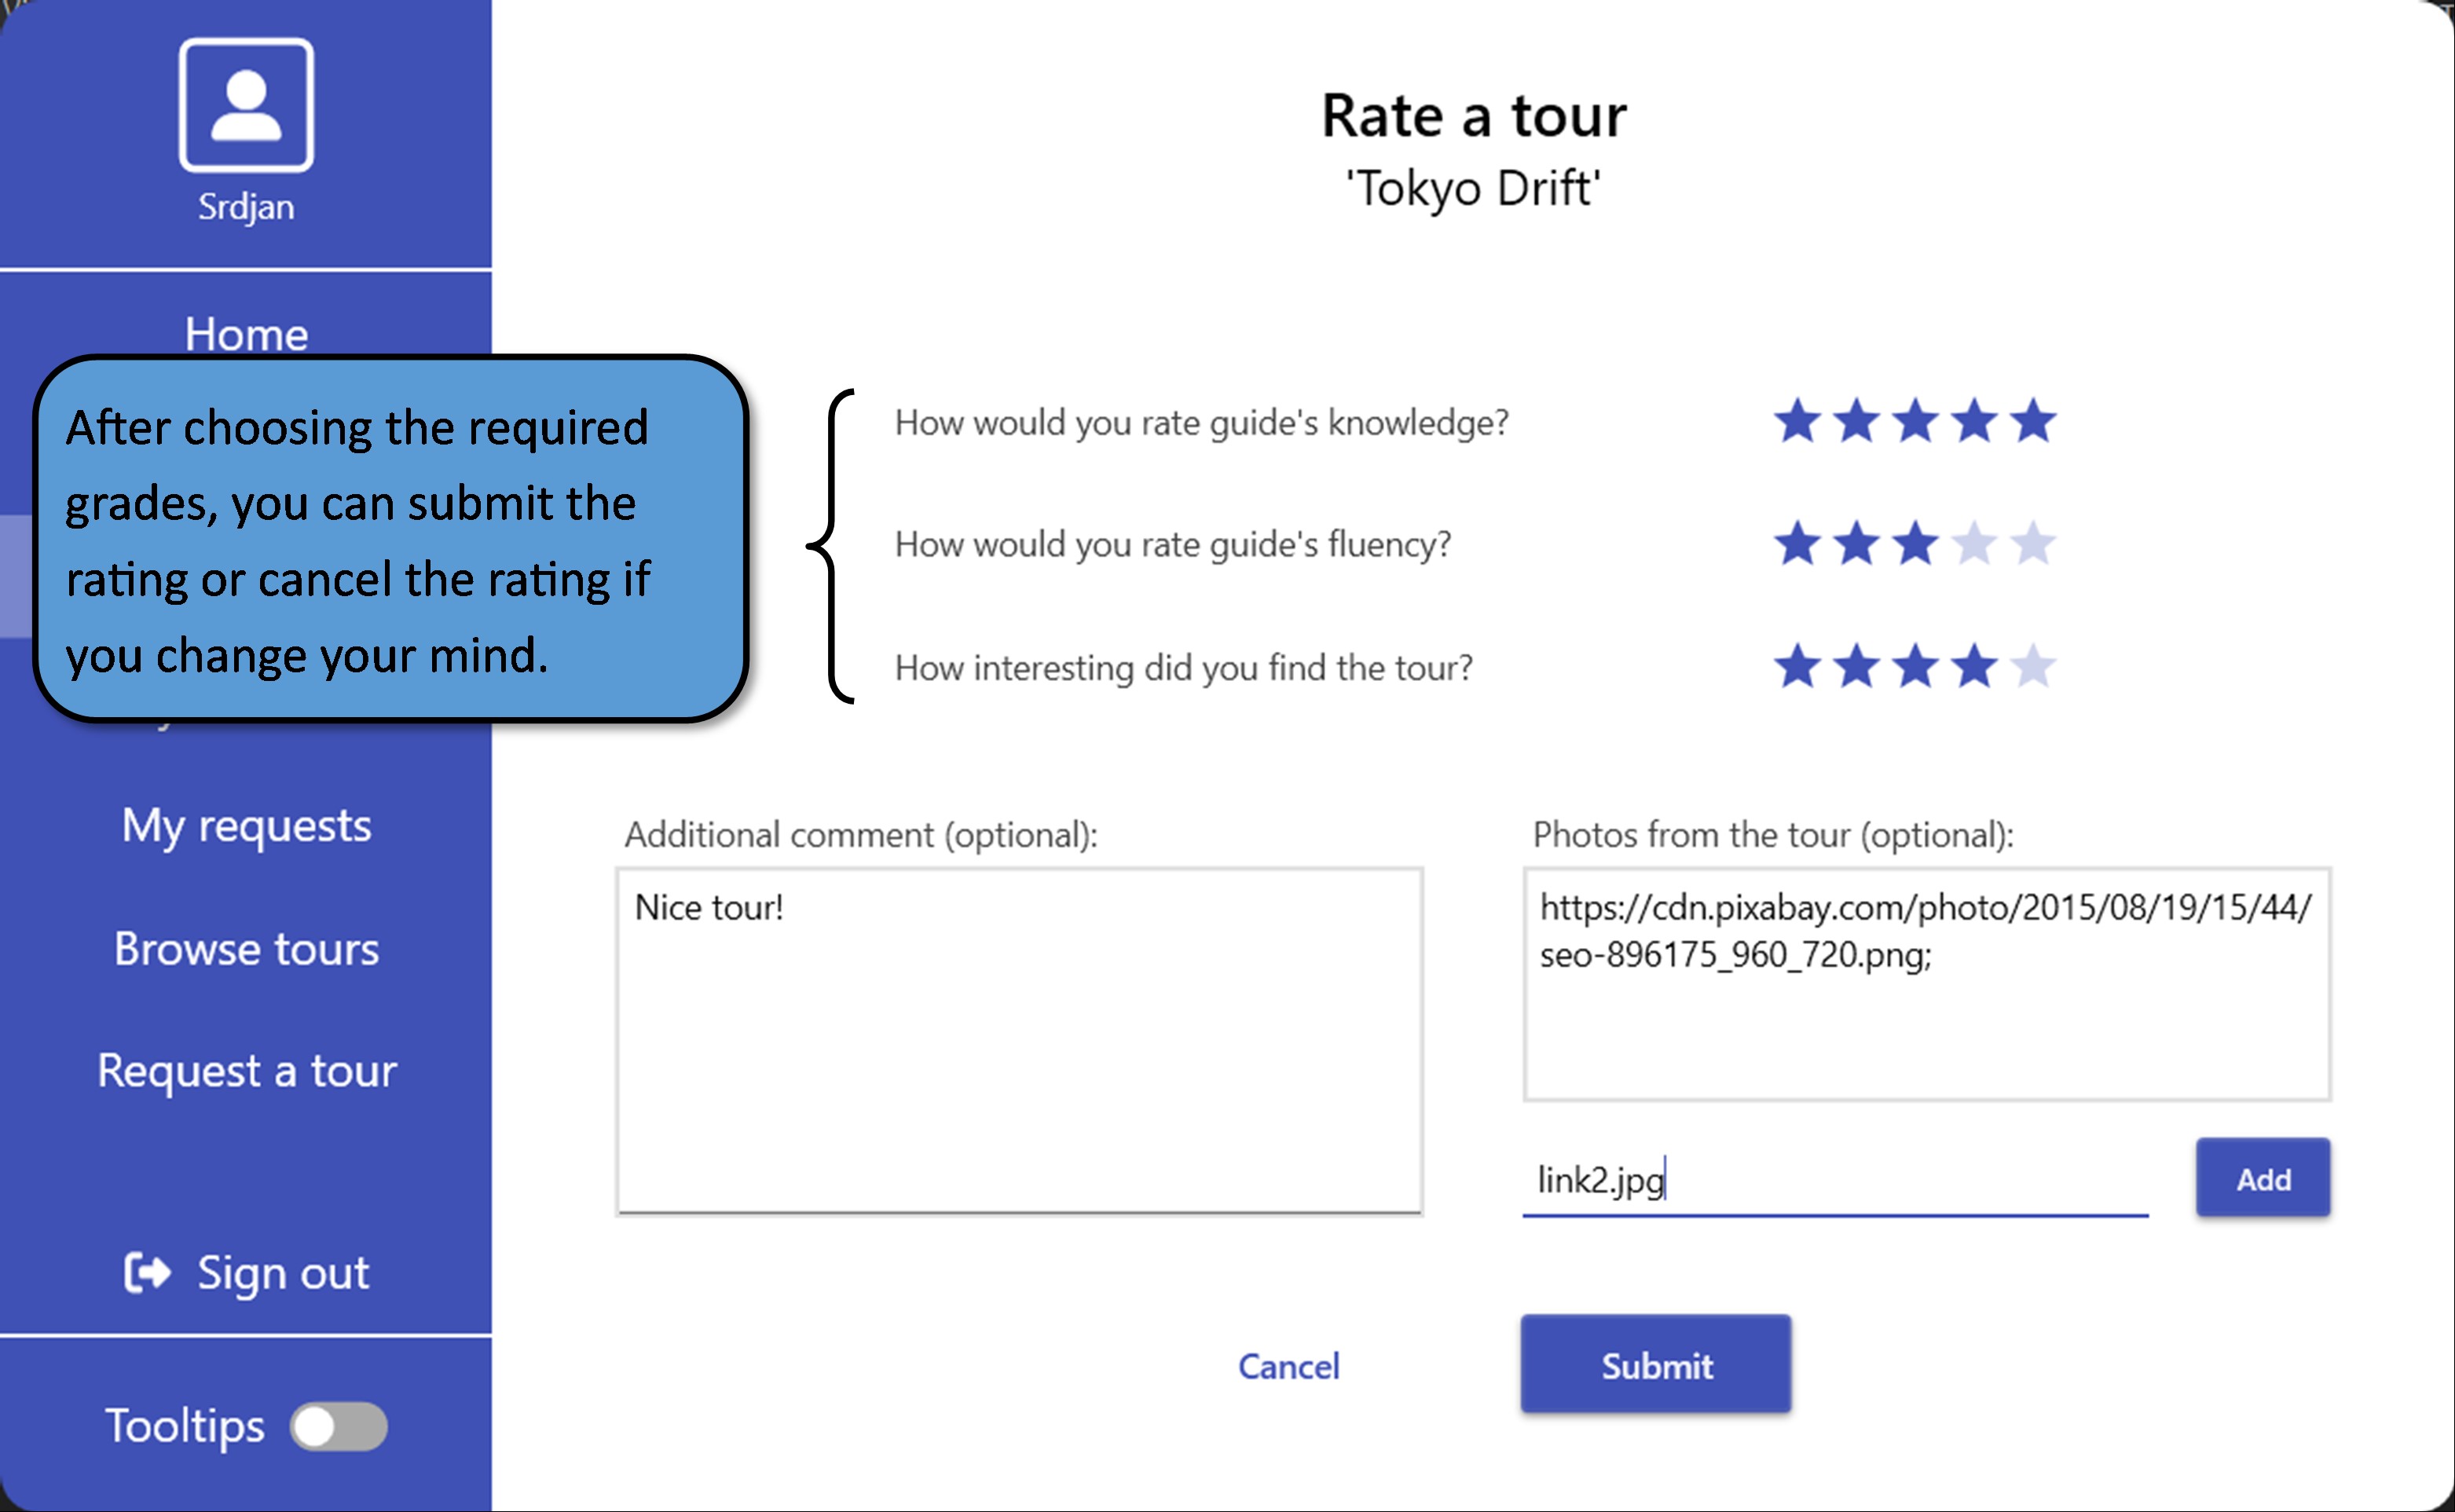 Srdjan
Home
After choosing the required
grades, you can submit the
rating or cancel the rating if
you change your mind.
My requests
Browse tours
Request a tour
Sign out
Tooltips
Rate a tour
'Tokyo Drift'
How would you rate guide's knowledge?
How would you rate guide's fluency?
How interesting did you find the tour?
Additional comment (optional):
Nice tour!
Photos from the tour (optional):
https://cdn.pixabay.com/photo/2015/08/19/15/44/
seo-896175_960_720.png;
link2.jpg
Add
Cancel
Submit